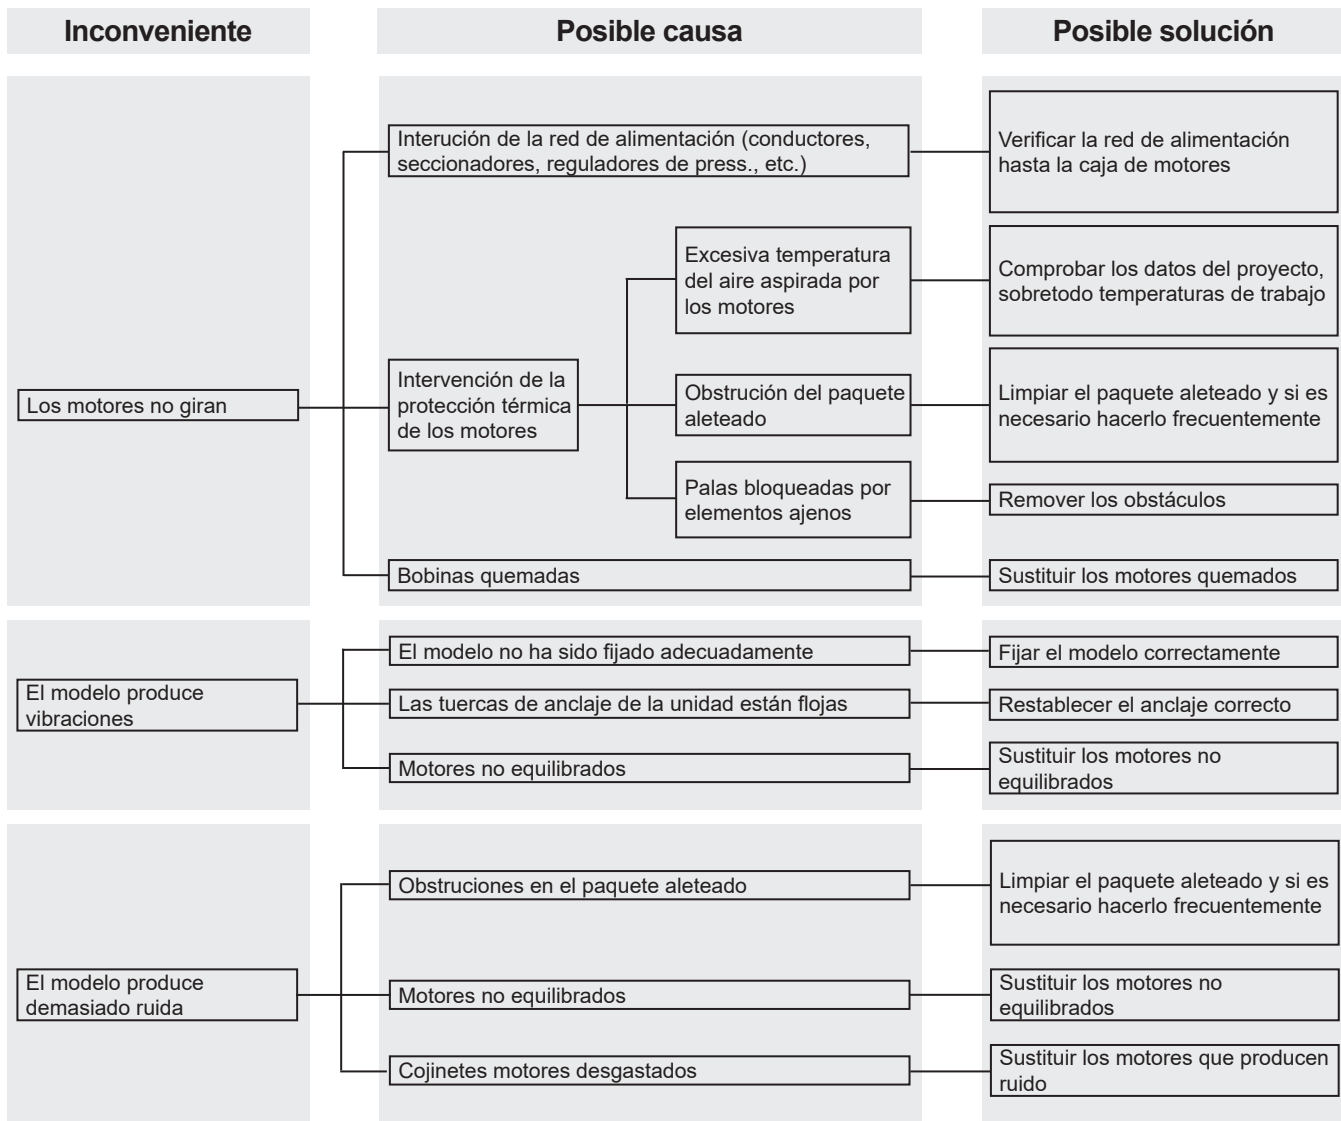 Inconveniente
Posible causa
Posible solución
Los motores no giran
Interución de la red de alimentación (conductores,
seccionadores, reguladores de press., etc.)
Verificar la red de alimentación
hasta la caja de motores
Intervención de la
protección térmica
de los motores
Excesiva temperatura
del aire aspirada por
los motores
Comprobar los datos del proyecto,
sobretodo temperaturas de trabajo
Obstrución del paquete
aleteado
Limpiar el paquete aleteado y si es
necesario hacerlo frecuentemente
Palas bloqueadas por
elementos ajenos
Remover los obstáculos
Bobinas quemadas
Sustituir los motores quemados
El modelo produce
vibraciones
El modelo no ha sido fijado adecuadamente
Fijar el modelo correctamente
Las tuercas de anclaje de la unidad están flojas
Restablecer el anclaje correcto
Motores no equilibrados
Sustituir los motores no
equilibrados
El modelo produce
demasiado ruida
Obstruciones en el paquete aleteado
Limpiar el paquete aleteado y si es
necesario hacerlo frecuentemente
Motores no equilibrados
Sustituir los motores no
equilibrados
Cojinetes motores desgastados
Sustituir los motores que producen
ruido